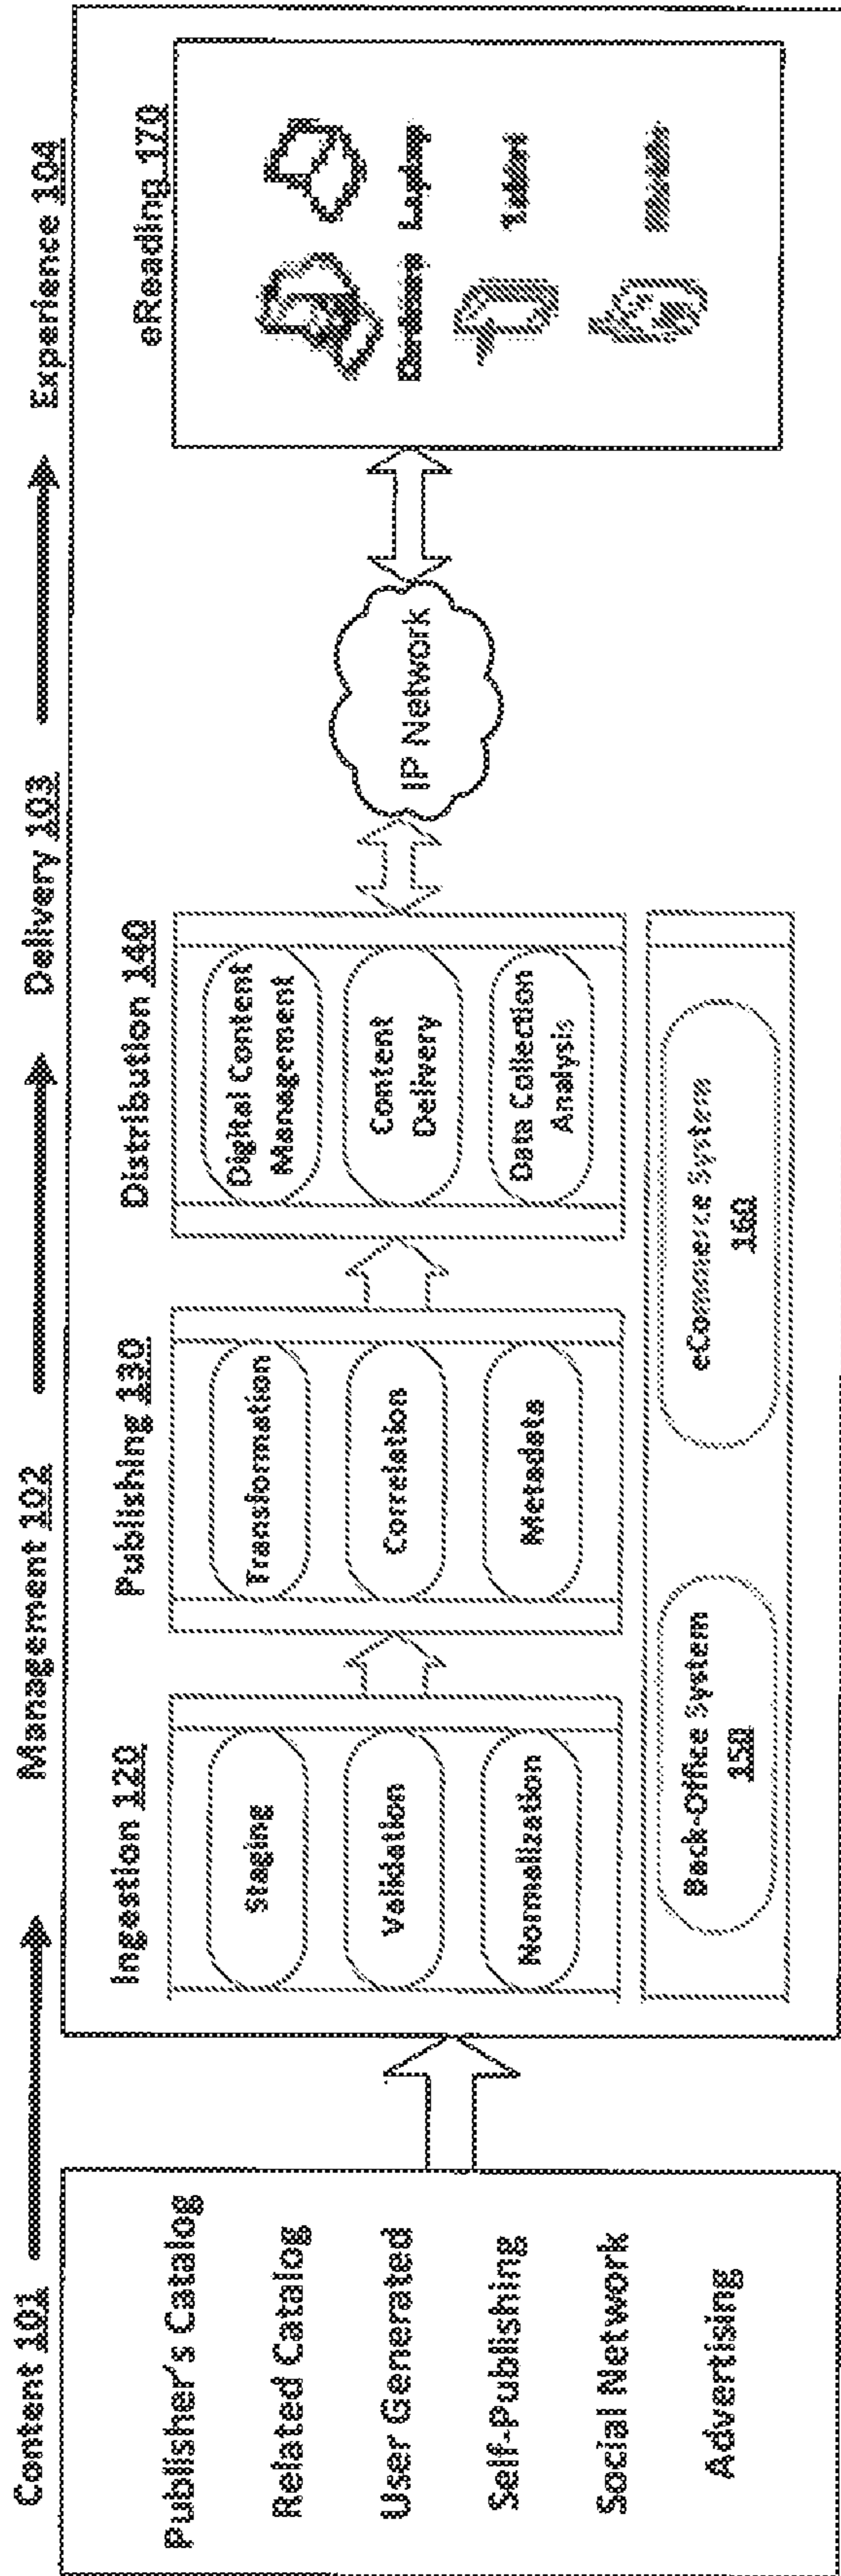 Content 101
Management 102
Delivery 103
Experience 104
Publisher's Catalog
Related Catalog
User Generated
Self-Publishing
Social Network
Advertising
Ingestion 120
Staging
Validation
Normalization
Publishing 130
Transformation
Correlation
Metadata
Distribution 140
Digital Content
Management
Content
Delivery
Data Collection
Analysis
Back-Office System
150
eCommerce System
160
IP Network
eReading 170
Laptop
Tablet